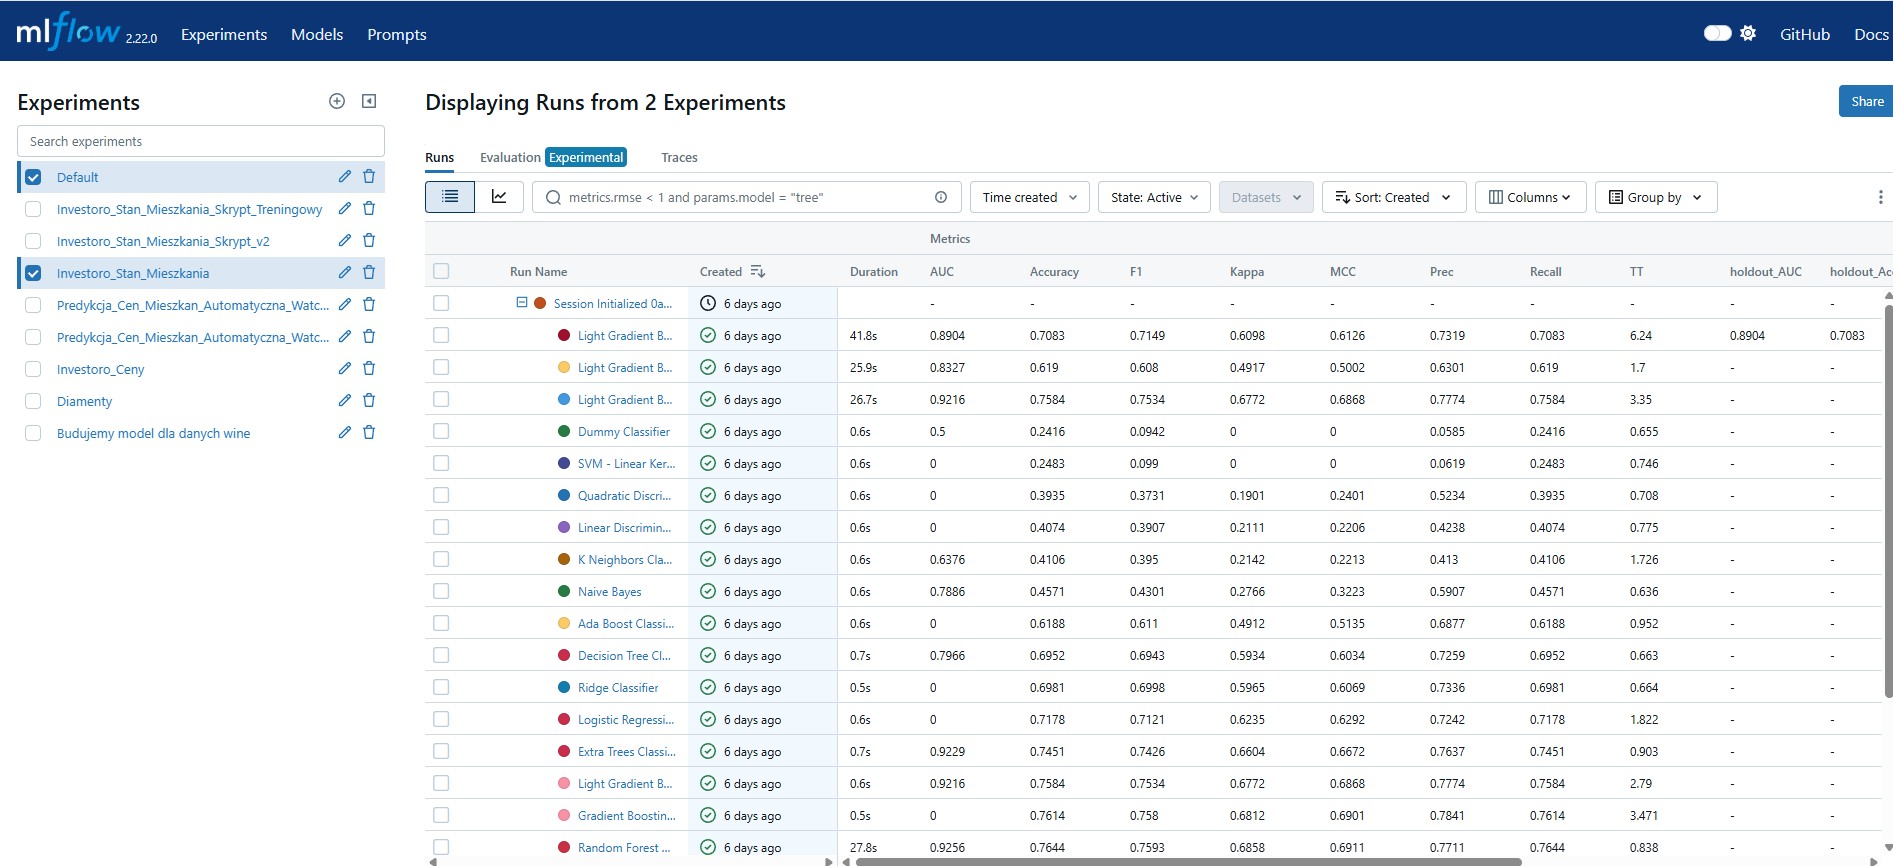 mlflow 2.22.0 Experiments Models Prompts GitHub Docs
Experiments
Search experiments
Default
Investoro_Stan_Mieszkania_Skrypt_Treningowy
Investoro_Stan_Mieszkania_Skrypt_v2
Investoro_Stan_Mieszkania
Predykcja_Cen_Mieszkan_Automatyczna_Watc...
Predykcja_Cen_Mieszkan_Automatyczna_Watc...
Investoro_Ceny
Diamenty
Budujemy model dla danych wine
Displaying Runs from 2 Experiments
Share
Runs Evaluation Experimental Traces
metrics.rmse < 1 and params.model = "tree" Time created State: Active Datasets Sort: Created Columns Group by
Metrics
Run Name Created Duration AUC Accuracy F1 Kappa MCC Prec Recall TT holdout_AUC holdout_Acc
Session Initialized 0a... 6 days ago - - - - - - - - - -
Light Gradient B... 6 days ago 41.8s 0.8904 0.7083 0.7149 0.6098 0.6126 0.7319 0.7083 6.24 0.8904 0.7083
Light Gradient B... 6 days ago 25.9s 0.8327 0.619 0.608 0.4917 0.5002 0.6301 0.619 1.7 - -
Light Gradient B... 6 days ago 26.7s 0.9216 0.7584 0.7534 0.6772 0.6868 0.7774 0.7584 3.35 - -
Dummy Classifier 6 days ago 0.6s 0.5 0.2416 0.0942 0 0 0.0585 0.2416 0.655 - -
SVM - Linear Ker... 6 days ago 0.6s 0 0.2483 0.099 0 0 0.0619 0.2483 0.746 - -
Quadratic Discri... 6 days ago 0.6s 0 0.3935 0.3731 0.1901 0.2401 0.5234 0.3935 0.708 - -
Linear Discrimin... 6 days ago 0.6s 0 0.4074 0.3907 0.2111 0.2206 0.4238 0.4074 0.775 - -
K Neighbors Cla... 6 days ago 0.6s 0.6376 0.4106 0.395 0.2142 0.2213 0.413 0.4106 1.726 - -
Naive Bayes 6 days ago 0.6s 0.7886 0.4571 0.4301 0.2766 0.3223 0.5907 0.4571 0.636 - -
Ada Boost Classi... 6 days ago 0.6s 0 0.6188 0.611 0.4912 0.5135 0.6877 0.6188 0.952 - -
Decision Tree Cl... 6 days ago 0.7s 0.7966 0.6952 0.6943 0.5934 0.6034 0.7259 0.6952 0.663 - -
Ridge Classifier 6 days ago 0.5s 0 0.6981 0.6998 0.5965 0.6069 0.7336 0.6981 0.664 - -
Logistic Regressi... 6 days ago 0.6s 0 0.7178 0.7121 0.6235 0.6292 0.7242 0.7178 1.822 - -
Extra Trees Classi... 6 days ago 0.7s 0.9229 0.7451 0.7426 0.6604 0.6672 0.7637 0.7451 0.903 - -
Light Gradient B... 6 days ago 0.6s 0.9216 0.7584 0.7534 0.6772 0.6868 0.7774 0.7584 2.79 - -
Gradient Boostin... 6 days ago 0.5s 0 0.7614 0.758 0.6812 0.6901 0.7841 0.7614 3.471 - -
Random Forest ... 6 days ago 27.8s 0.9256 0.7644 0.7593 0.6858 0.6911 0.7711 0.7644 0.838 - -